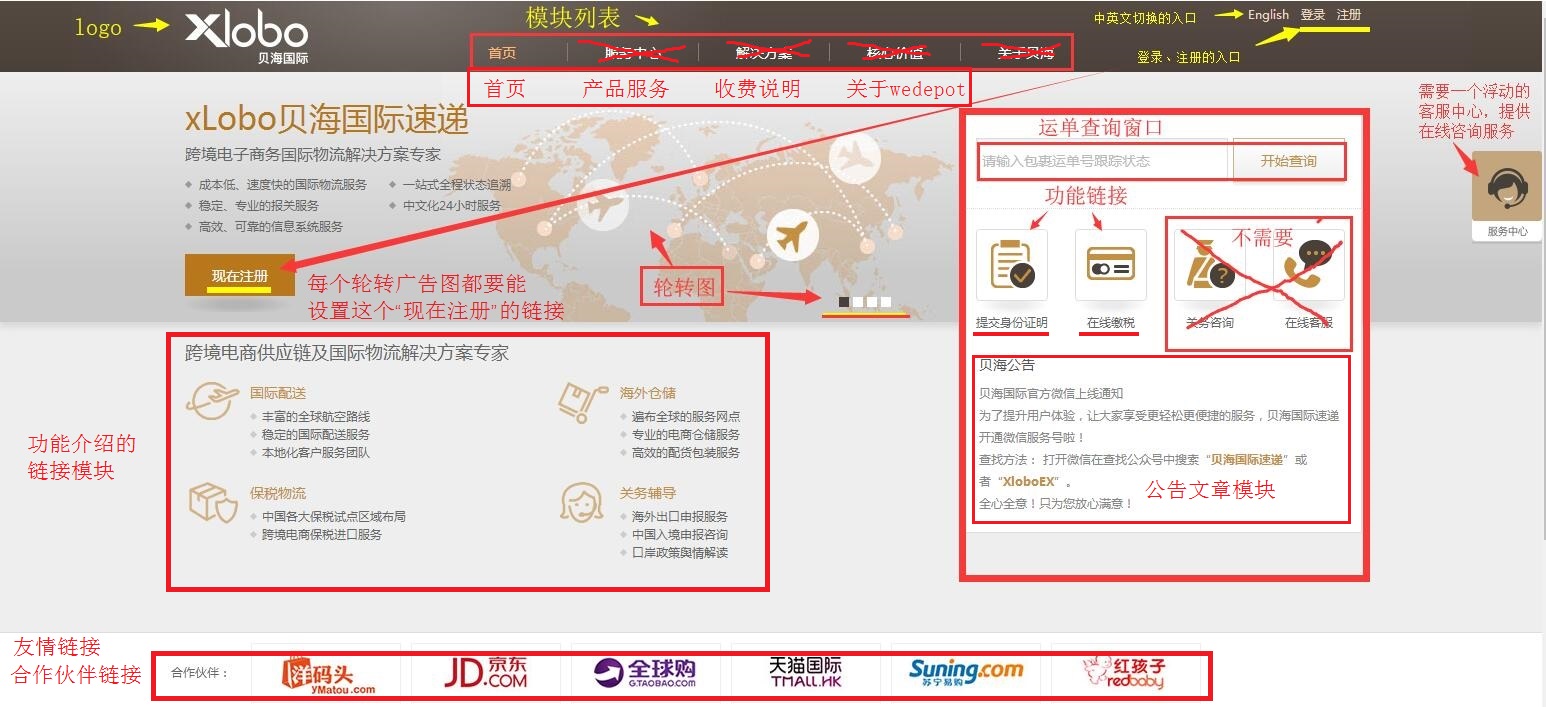 logo
Xlobo
贝海国际
模块列表
中英文切换的入口
English 登录 注册
登录、注册的入口
首页 服务中心 解决方案 核心价值 关于贝海
首页 产品服务 收费说明 关于wedepot
需要一个浮动的
客服中心，提供
在线咨询服务
服务中心
xLobo贝海国际速递
跨境电子商务国际物流解决方案专家
成本低、速度快的国际物流服务 一站式全程状态追溯
稳定、专业的报关服务 中文化24小时服务
高效、可靠的信息系统服务
现在注册
每个轮转广告图都要能
设置这个“现在注册”的链接
轮转图
运单查询窗口
请输入包裹运单号跟踪状态 开始查询
功能链接
不需要
提交身份证明 在线缴税 关务咨询 在线客服
贝海公告
贝海国际官方微信上线通知
为了提升用户体验，让大家享受更轻松更便捷的服务，贝海国际速递
开通微信服务号啦！
查找方法： 打开微信在查找公众号中搜索“贝海国际速递”或
者“XloboEX”。
全心全意！只为您放心满意！
公告文章模块
功能介绍的
链接模块
跨境电商供应链及国际物流解决方案专家
国际配送
丰富的全球航空路线
稳定的国际配送服务
本地化客户服务团队
海外仓储
遍布全球的服务网点
专业的电商仓储服务
高效的配货包装服务
保税物流
中国各大保税试点区域布局
跨境电商保税进口服务
关务辅导
海外出口申报服务
中国入境申报咨询
口岸政策舆情解读
友情链接
合作伙伴链接
合作伙伴：
洋码头
YMatou.com
JD.京东
.COM
全球购
G.TAOBAO.COM
天猫国际
TMALL.HK
Suning.com
苏宁易购
红孩子
redbaby